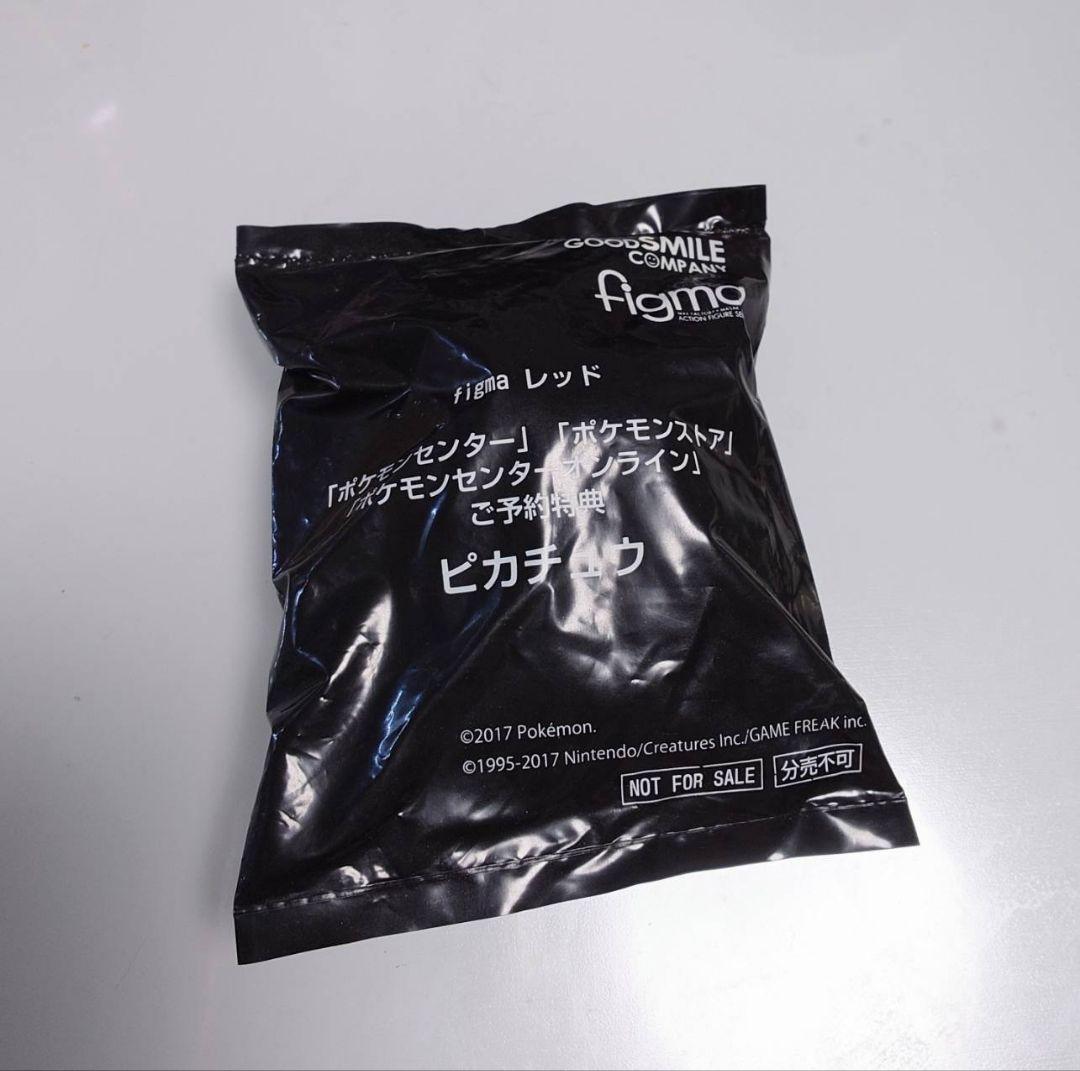 GOODSMILE
COMPANY
figma
ACTION FIGURE SE
figma レッド
「ポケモンセンター」「ポケモンストア」
「ポケモンセンターオンライン」
ご予約特典
ピカチュウ
©2017 Pokémon.
©1995-2017 Nintendo/Creatures Inc./GAME FREAK inc.
NOT FOR SALE 分売不可